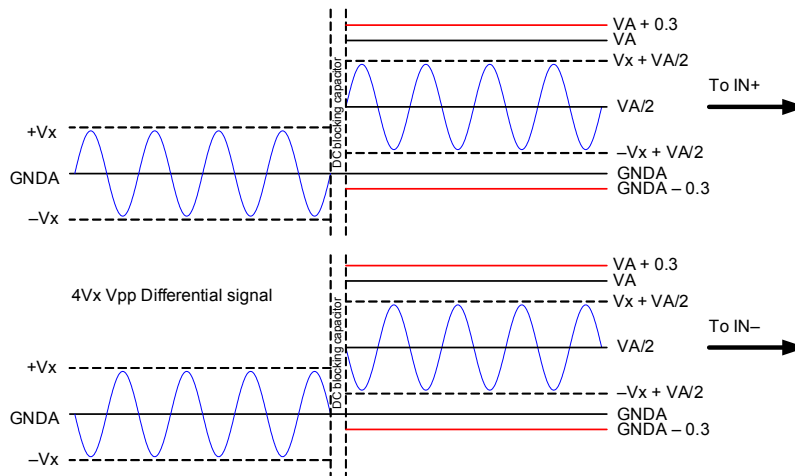 VA + 0.3
VA
Vx + VA/2
DC blocking capacitor
To IN+
VA/2
+Vx
–Vx + VA/2
GNDA
GNDA
GNDA – 0.3
–Vx
VA + 0.3
VA
4Vx Vpp Differential signal
Vx + VA/2
DC blocking capacitor
To IN–
VA/2
+Vx
–Vx + VA/2
GNDA
GNDA
GNDA – 0.3
–Vx